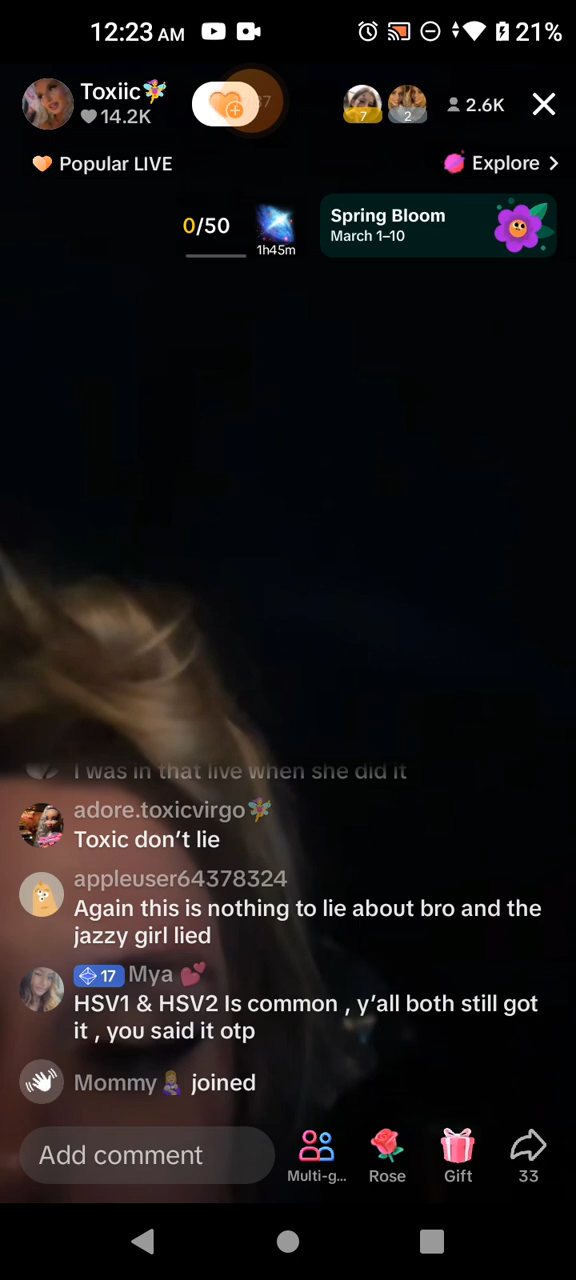 12:23 AM
21%
Toxiic🧚
14.2K
7
2
2.6K
Popular LIVE
Explore >
0/50
1h45m
Spring Bloom
March 1–10
I was in that live when she did it
adore.toxicvirgo🧚
Toxic don't lie
appleuser64378324
Again this is nothing to lie about bro and the
jazzy girl lied
17 Mya 💕
HSV1 & HSV2 Is common , y'all both still got
it , you said it otp
Mommy🤱 joined
Add comment
Multi-g...
Rose
Gift
33